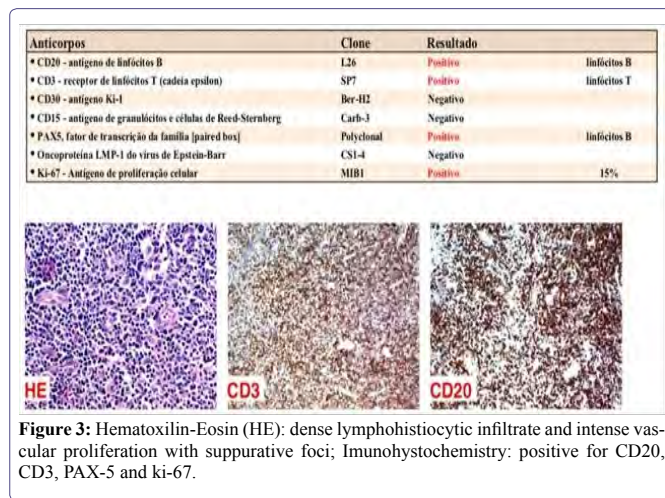 Anticorpos Clone Resultado
• CD20 - antígeno de linfócitos B L26 Positivo linfócitos B
• CD3 - receptor de linfócitos T (cadeia epsilon) SP7 Positivo linfócitos T
• CD30 - antígeno Ki-1 Ber-H2 Negativo
• CD15 - antígeno de granulócitos e células de Reed-Sternberg Carb-3 Negativo
• PAX5, fator de transcrição da família [paired box] Polyclonal Positivo linfócitos B
• Oncoproteína LMP-1 do vírus de Epstein-Barr CS1-4 Negativo
• Ki-67 - Antígeno de proliferação celular MIB1 Positivo 15%
HE CD3 CD20
Figure 3: Hematoxilin-Eosin (HE): dense lymphohistiocytic infiltrate and intense vas-
cular proliferation with suppurative foci; Imunohystochemistry: positive for CD20,
CD3, PAX-5 and ki-67.